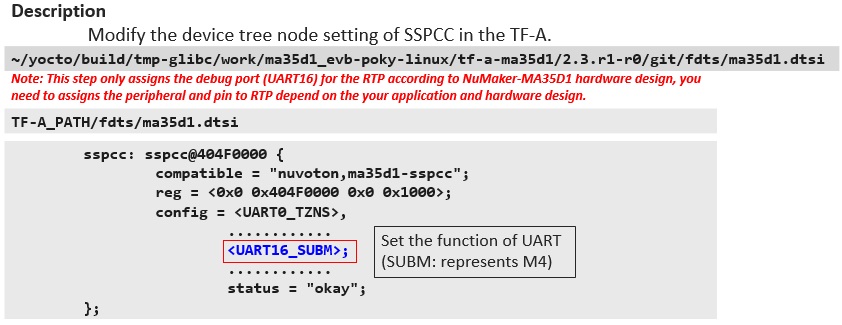 Description
Modify the device tree node setting of SSPCC in the TF-A.
~/yocto/build/tmp-glibc/work/ma35d1_evb-poky-linux/tf-a-ma35d1/2.3.r1-r0/git/fdts/ma35d1.dtsi
Note: This step only assigns the debug port (UART16) for the RTP according to NuMaker-MA35D1 hardware design, you
need to assigns the peripheral and pin to RTP depend on the your application and hardware design.
TF-A_PATH/fdts/ma35d1.dtsi
sspcc: sspcc@404F0000 {
compatible = "nuvoton,ma35d1-sspcc";
reg = <0x0 0x404F0000 0x0 0x1000>;
config = <UART0_TZNS>,
............
<UART16_SUBM>;
............
status = "okay";
};
Set the function of UART
(SUBM: represents M4)